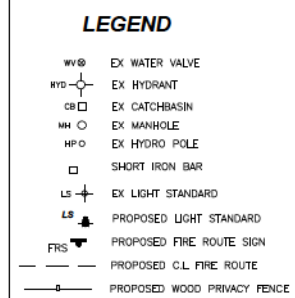 LEGEND
WV EX WATER VALVE
HYD EX HYDRANT
CB EX CATCHBASIN
MH EX MANHOLE
HP EX HYDRO POLE
SHORT IRON BAR
LS EX LIGHT STANDARD
LS PROPOSED LIGHT STANDARD
FRS PROPOSED FIRE ROUTE SIGN
PROPOSED C.L FIRE ROUTE
PROPOSED WOOD PRIVACY FENCE